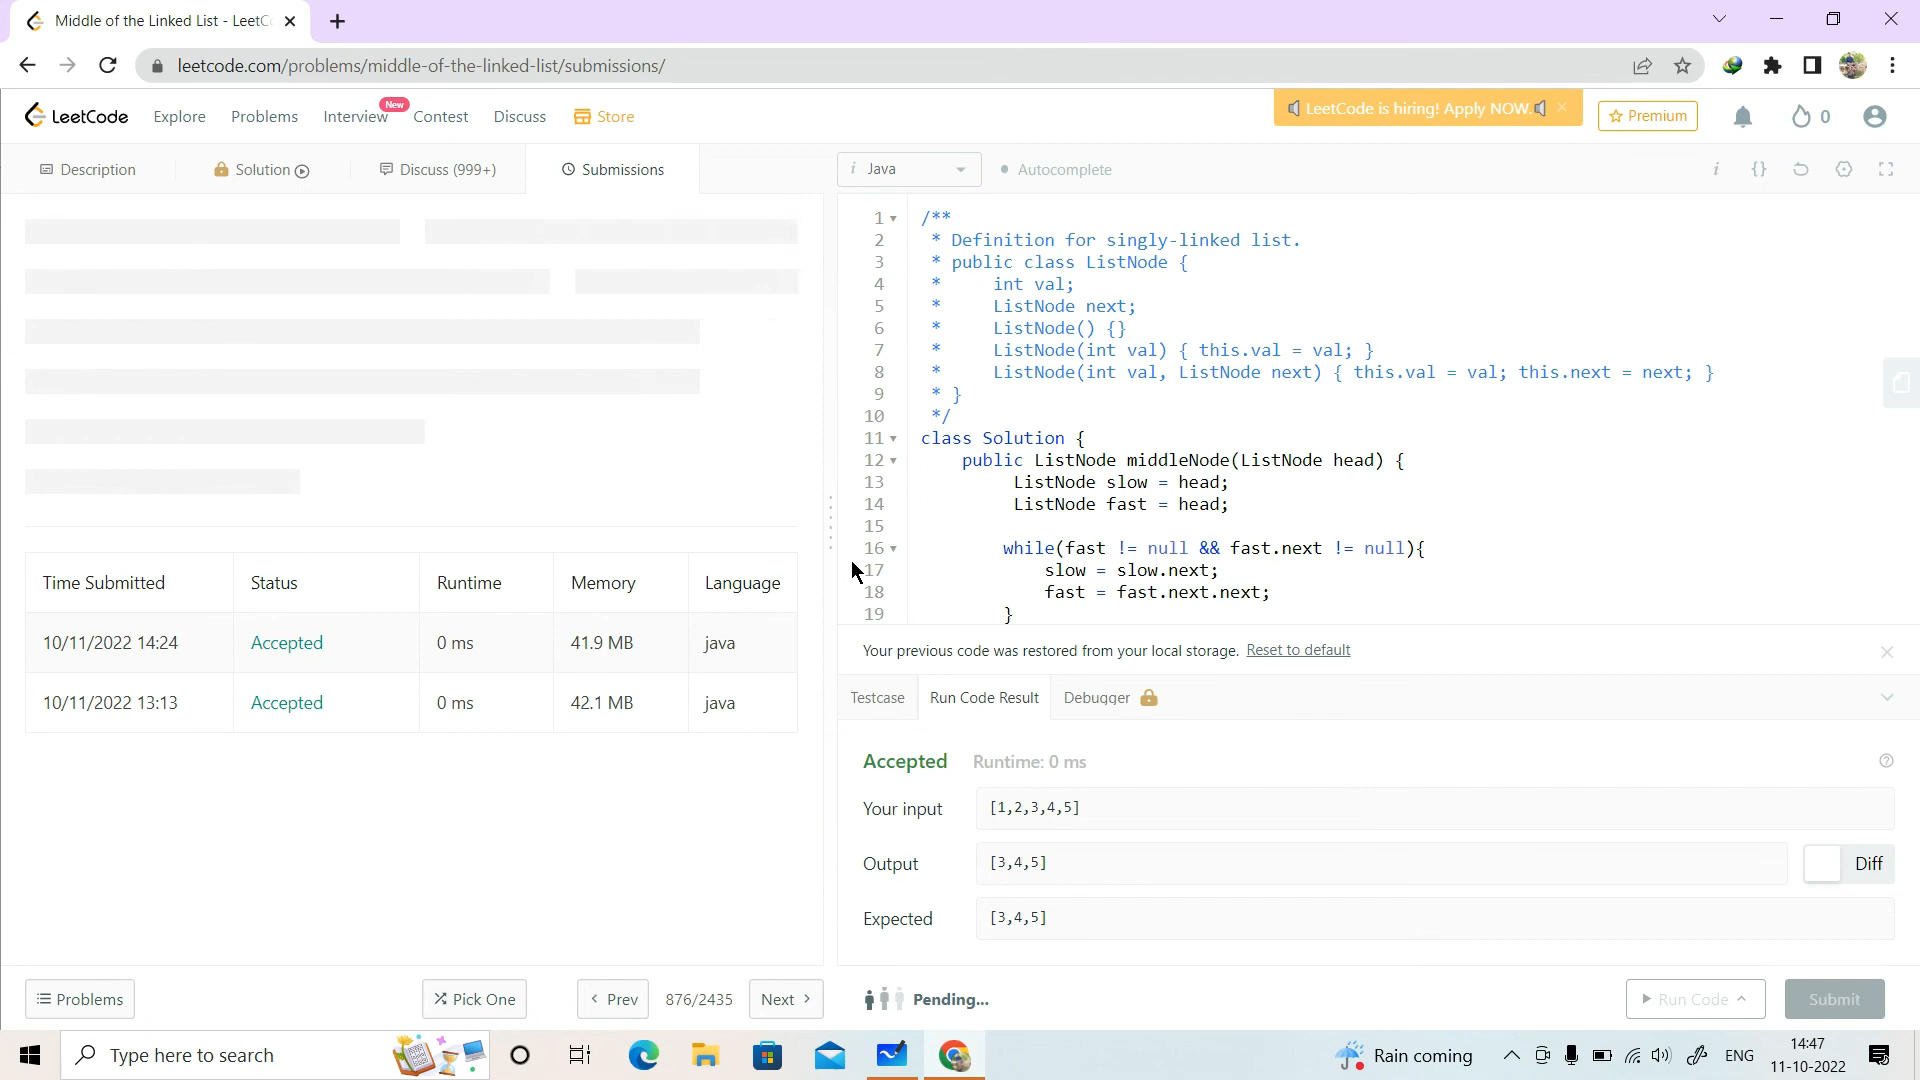 Middle of the Linked List - LeetC
leetcode.com/problems/middle-of-the-linked-list/submissions/
LeetCode
Explore
Problems
Interview
New
Contest
Discuss
Store
LeetCode is hiring! Apply NOW.
Premium
0
Description
Solution
Discuss (999+)
Submissions
i Java
Autocomplete
i {}
1 /**
2 * Definition for singly-linked list.
3 * public class ListNode {
4 * int val;
5 * ListNode next;
6 * ListNode() {}
7 * ListNode(int val) { this.val = val; }
8 * ListNode(int val, ListNode next) { this.val = val; this.next = next; }
9 * }
10 */
11 class Solution {
12 public ListNode middleNode(ListNode head) {
13 ListNode slow = head;
14 ListNode fast = head;
15
16 while(fast != null && fast.next != null){
17 slow = slow.next;
18 fast = fast.next.next;
19 }
Time Submitted Status Runtime Memory Language
10/11/2022 14:24 Accepted 0 ms 41.9 MB java
10/11/2022 13:13 Accepted 0 ms 42.1 MB java
Your previous code was restored from your local storage. Reset to default
Testcase Run Code Result Debugger
Accepted Runtime: 0 ms
Your input [1,2,3,4,5]
Output [3,4,5] Diff
Expected [3,4,5]
Problems
Pick One
Prev
876/2435
Next
Pending...
Run Code
Submit
Type here to search
Rain coming
ENG
14:47
11-10-2022